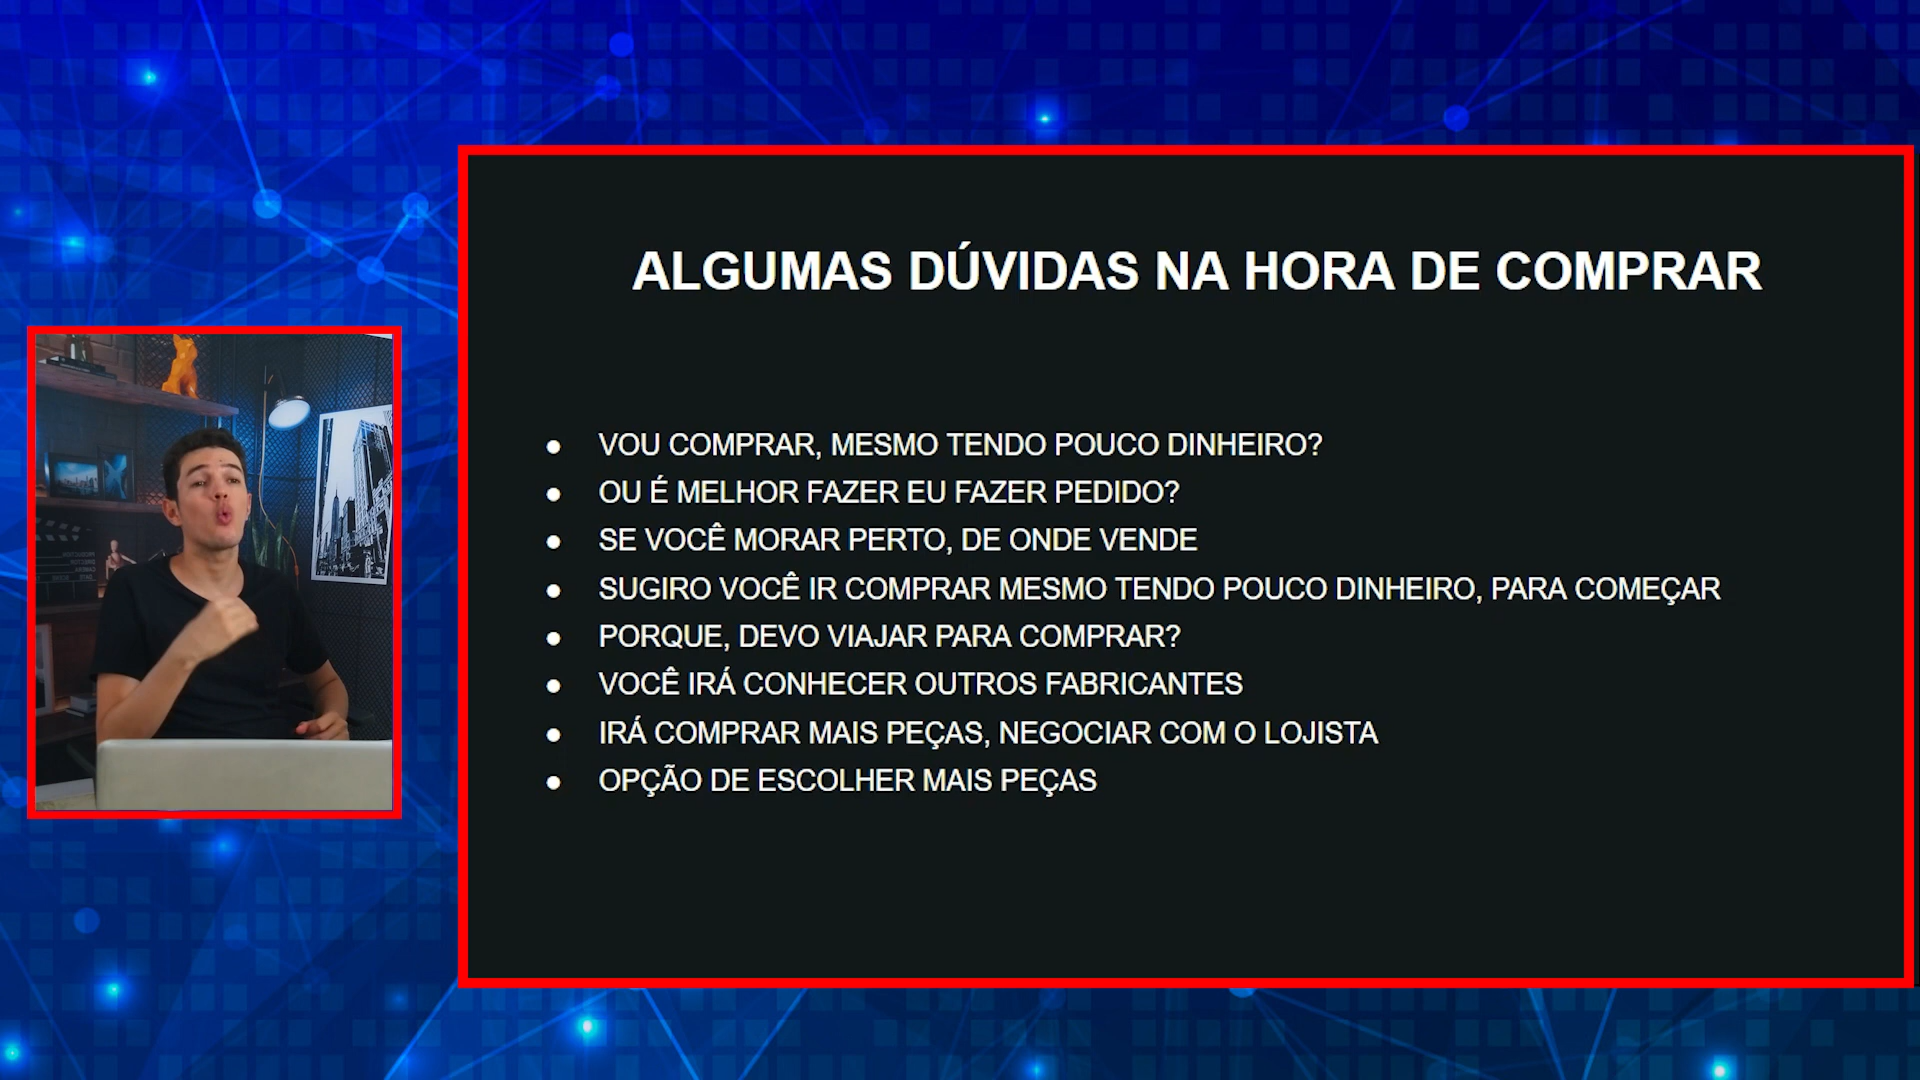 ALGUMAS DÚVIDAS NA HORA DE COMPRAR
● VOU COMPRAR, MESMO TENDO POUCO DINHEIRO?
● OU É MELHOR FAZER EU FAZER PEDIDO?
● SE VOCÊ MORAR PERTO, DE ONDE VENDE
● SUGIRO VOCÊ IR COMPRAR MESMO TENDO POUCO DINHEIRO, PARA COMEÇAR
● PORQUE, DEVO VIAJAR PARA COMPRAR?
● VOCÊ IRÁ CONHECER OUTROS FABRICANTES
● IRÁ COMPRAR MAIS PEÇAS, NEGOCIAR COM O LOJISTA
● OPÇÃO DE ESCOLHER MAIS PEÇAS